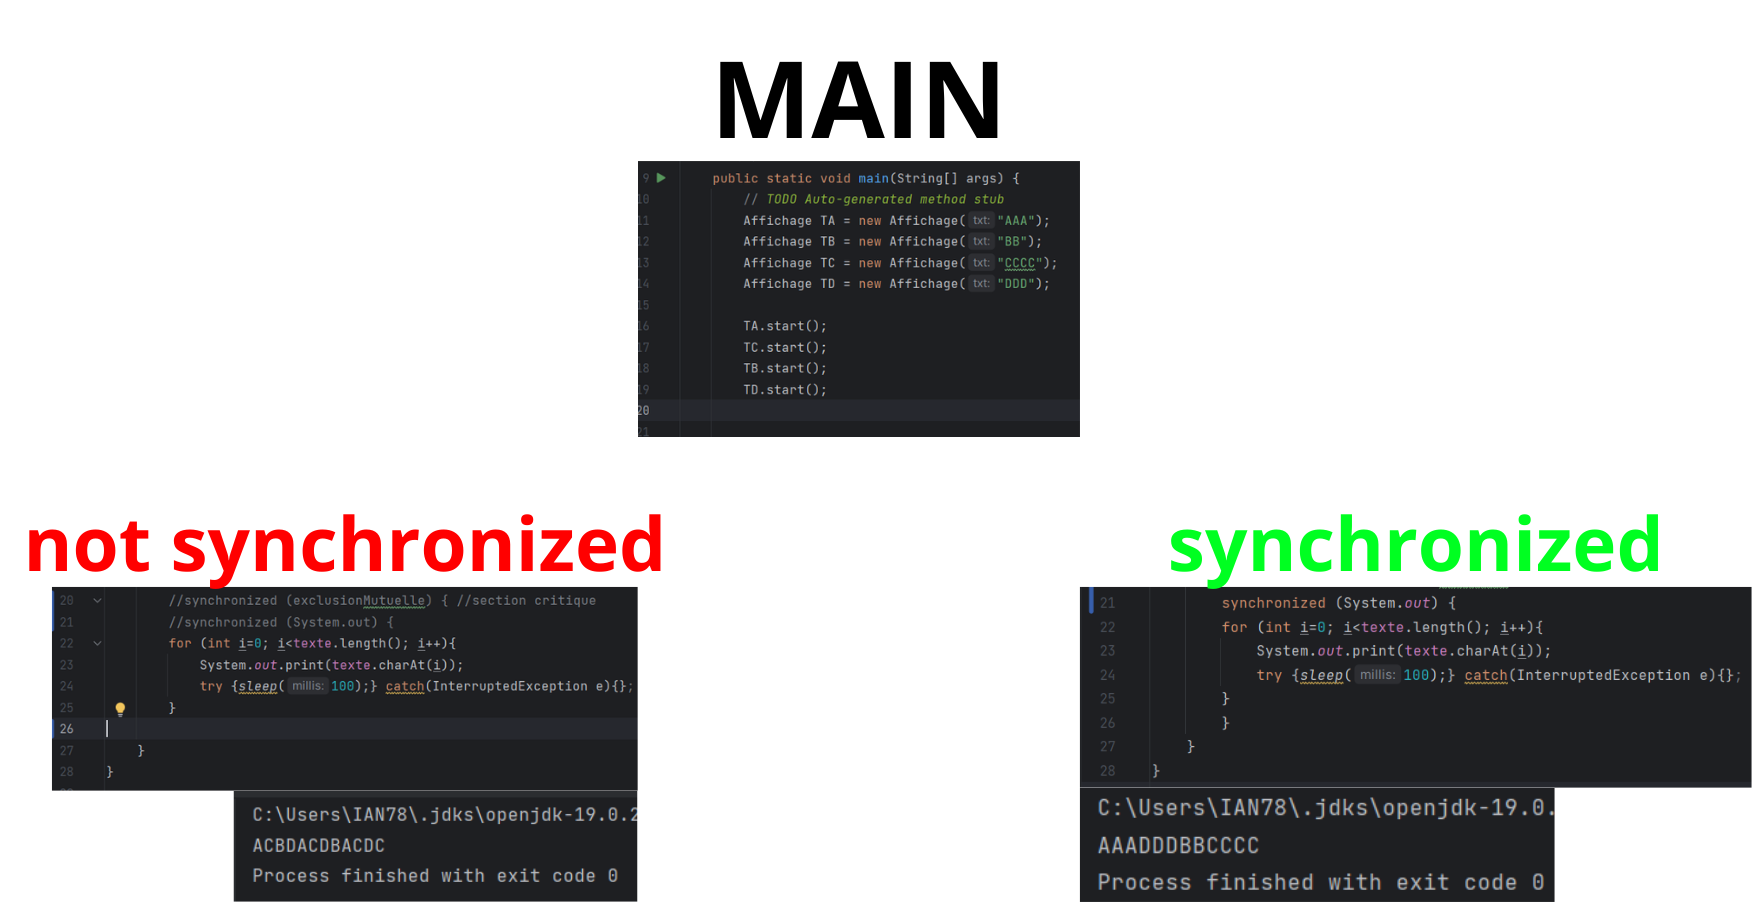 MAIN
9 public static void main(String[] args) {
10 // TODO Auto-generated method stub
11 Affichage TA = new Affichage( txt: "AAA");
12 Affichage TB = new Affichage( txt: "BB");
13 Affichage TC = new Affichage( txt: "CCCC");
14 Affichage TD = new Affichage( txt: "DDD");
15
16 TA.start();
17 TC.start();
18 TB.start();
19 TD.start();
20
21
not synchronized
20 //synchronized (exclusionMutuelle) { //section critique
21 //synchronized (System.out) {
22 for (int i=0; i<texte.length(); i++){
23 System.out.print(texte.charAt(i));
24 try {sleep( millis: 100);} catch(InterruptedException e){};
25 }
26
27 }
28 }
C:\Users\IAN78\.jdks\openjdk-19.0.2
ACBDACDBACDC
Process finished with exit code 0
synchronized
21 synchronized (System.out) {
22 for (int i=0; i<texte.length(); i++){
23 System.out.print(texte.charAt(i));
24 try {sleep( millis: 100);} catch(InterruptedException e){};
25 }
26 }
27 }
28 }
C:\Users\IAN78\.jdks\openjdk-19.0.
AAADDDBBCCCC
Process finished with exit code 0